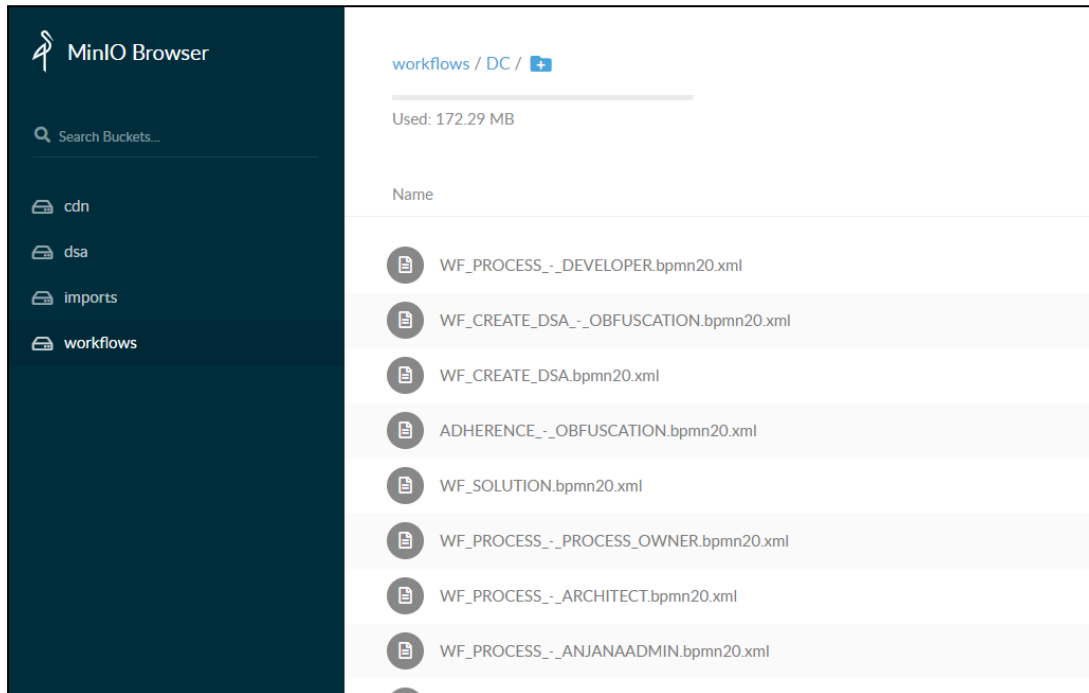 MinIO Browser
Search Buckets...
cdn
dsa
imports
workflows
workflows / DC /
Used: 172.29 MB
Name
WF_PROCESS_-_DEVELOPER.bpmn20.xml
WF_CREATE_DSA_-_OBFUSCATION.bpmn20.xml
WF_CREATE_DSA.bpmn20.xml
ADHERENCE_-_OBFUSCATION.bpmn20.xml
WF_SOLUTION.bpmn20.xml
WF_PROCESS_-_PROCESS_OWNER.bpmn20.xml
WF_PROCESS_-_ARCHITECT.bpmn20.xml
WF_PROCESS_-_ANJANAADMIN.bpmn20.xml